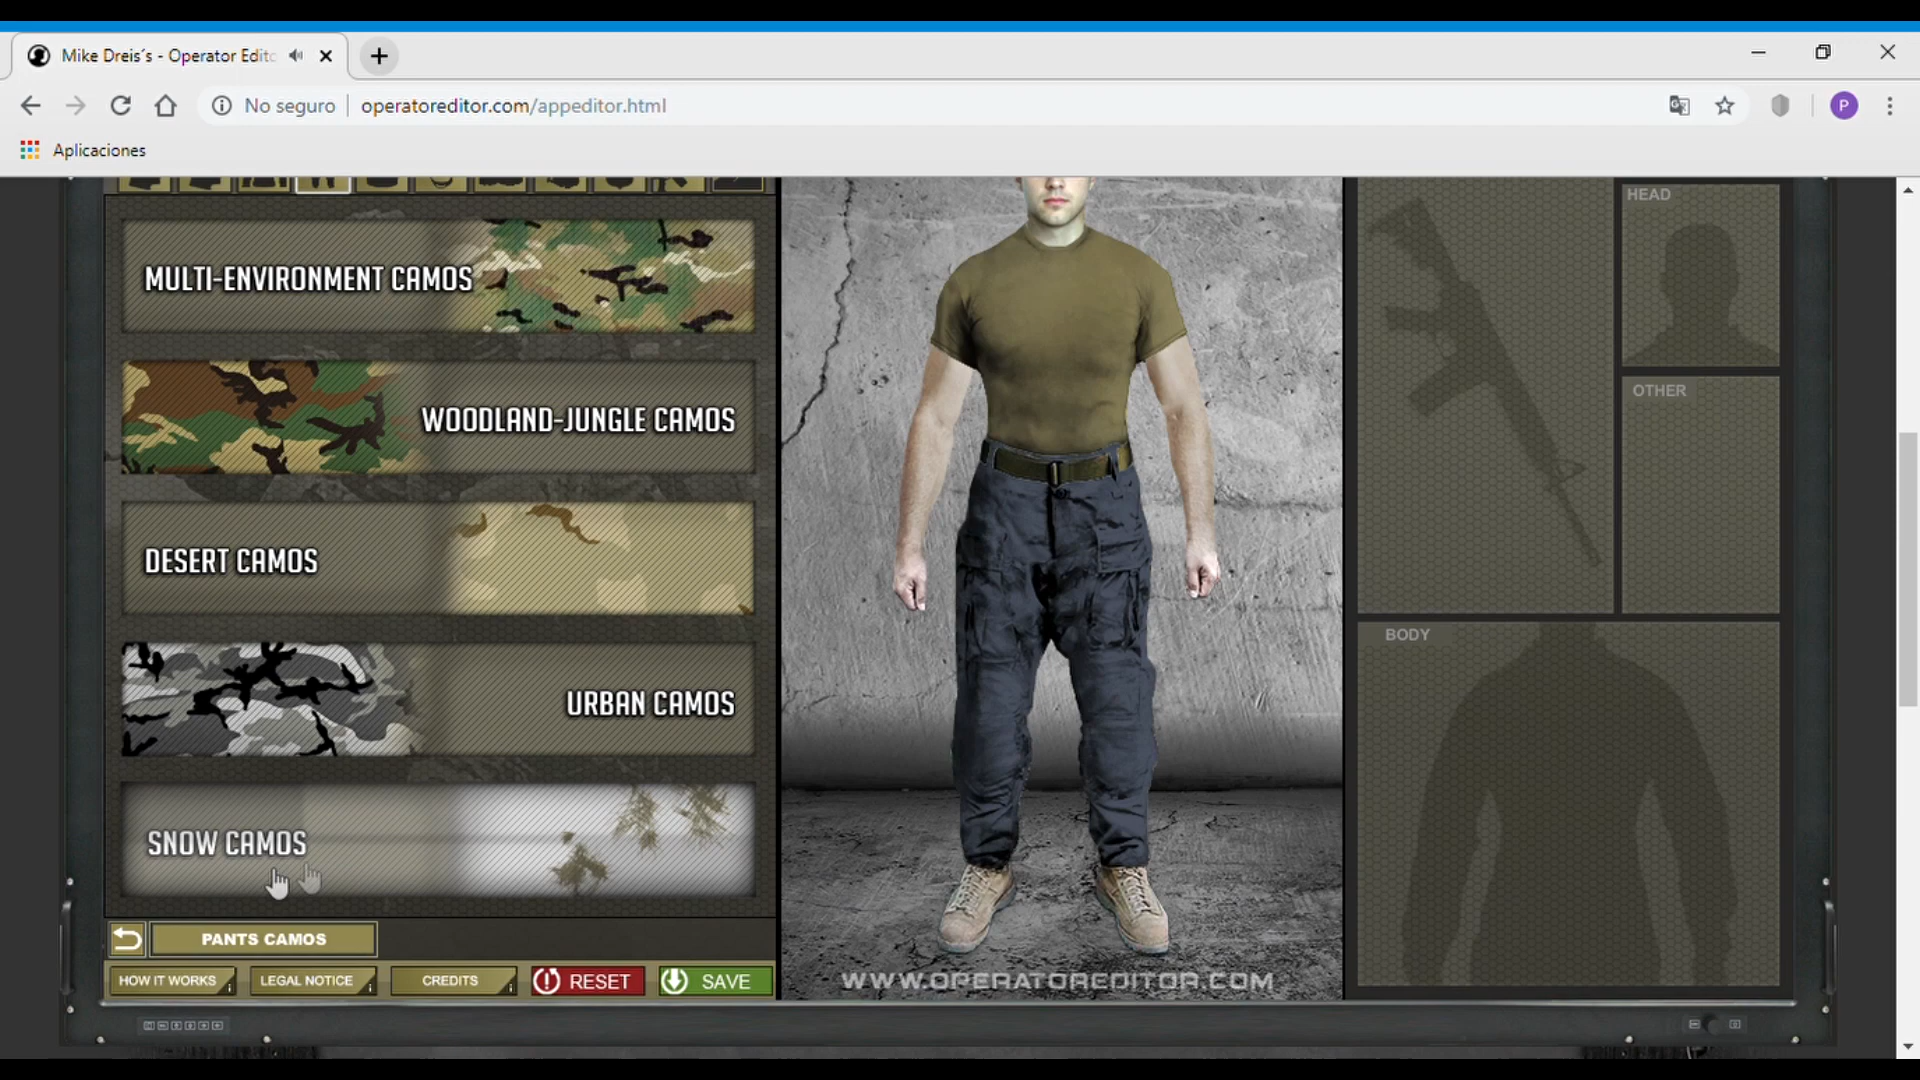 Mike Dreis´s - Operator Edito
No seguro
operatoreditor.com/appeditor.html
P
Aplicaciones
MULTI-ENVIRONMENT CAMOS
WOODLAND-JUNGLE CAMOS
DESERT CAMOS
URBAN CAMOS
SNOW CAMOS
PANTS CAMOS
HOW IT WORKS
LEGAL NOTICE
CREDITS
RESET
SAVE
WWW.OPERATOREDITOR.COM
HEAD
OTHER
BODY